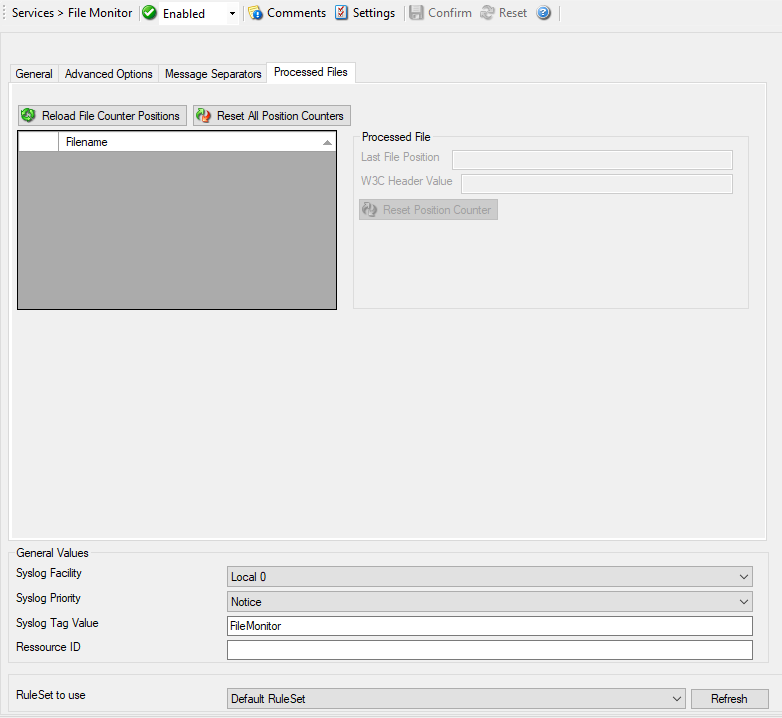 Services > File Monitor Enabled Comments Settings Confirm Reset
General Advanced Options Message Separators Processed Files
Reload File Counter Positions Reset All Position Counters
Filename
Processed File
Last File Position
W3C Header Value
Reset Position Counter
General Values
Syslog Facility Local 0
Syslog Priority Notice
Syslog Tag Value FileMonitor
Ressource ID
RuleSet to use Default RuleSet Refresh